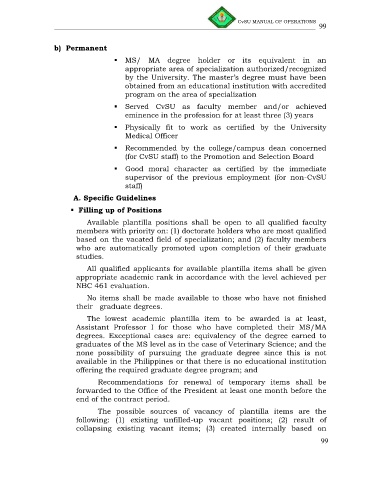 CvSU MANUAL OF OPERATIONS
99
b) Permanent
▪ MS/ MA degree holder or its equivalent in an
appropriate area of specialization authorized/recognized
by the University. The master's degree must have been
obtained from an educational institution with accredited
program on the area of specialization
▪ Served CvSU as faculty member and/or achieved
eminence in the profession for at least three (3) years
▪ Physically fit to work as certified by the University
Medical Officer
▪ Recommended by the college/campus dean concerned
(for CvSU staff) to the Promotion and Selection Board
▪ Good moral character as certified by the immediate
supervisor of the previous employment (for non-CvSU
staff)
A. Specific Guidelines
• Filling up of Positions
Available plantilla positions shall be open to all qualified faculty
members with priority on: (1) doctorate holders who are most qualified
based on the vacated field of specialization; and (2) faculty members
who are automatically promoted upon completion of their graduate
studies.
All qualified applicants for available plantilla items shall be given
appropriate academic rank in accordance with the level achieved per
NBC 461 evaluation.
No items shall be made available to those who have not finished
their graduate degrees.
The lowest academic plantilla item to be awarded is at least,
Assistant Professor I for those who have completed their MS/MA
degrees. Exceptional cases are: equivalency of the degree earned to
graduates of the MS level as in the case of Veterinary Science; and the
none possibility of pursuing the graduate degree since this is not
available in the Philippines or that there is no educational institution
offering the required graduate degree program; and
Recommendations for renewal of temporary items shall be
forwarded to the Office of the President at least one month before the
end of the contract period.
The possible sources of vacancy of plantilla items are the
following: (1) existing unfilled-up vacant positions; (2) result of
collapsing existing vacant items; (3) created internally based on
99